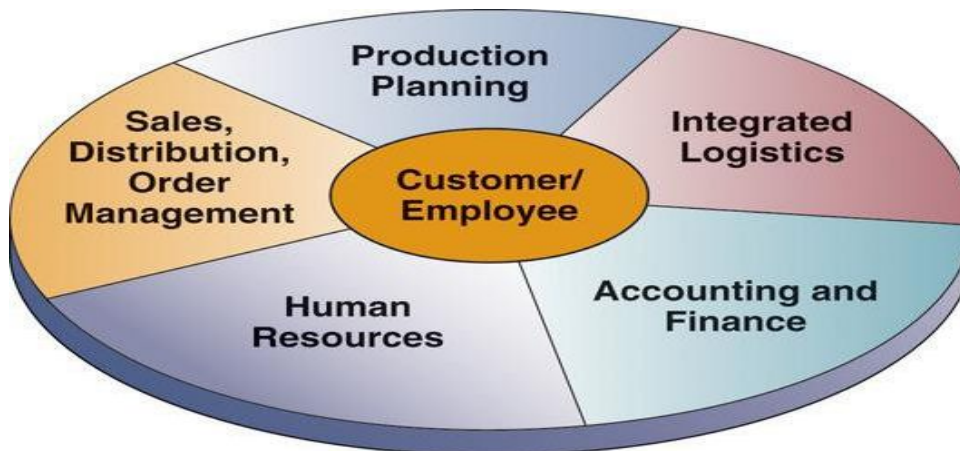 Production
Planning
Integrated
Logistics
Sales,
Distribution,
Order
Management
Customer/
Employee
Human
Resources
Accounting and
Finance